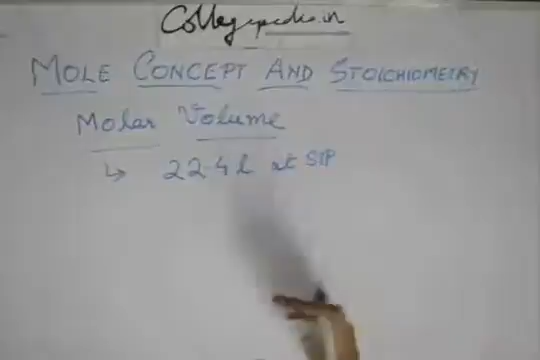 Collegepedia.in
MOLE CONCEPT AND STOICHIOMETRY
Molar Volume
↳ 22.4 l at STP